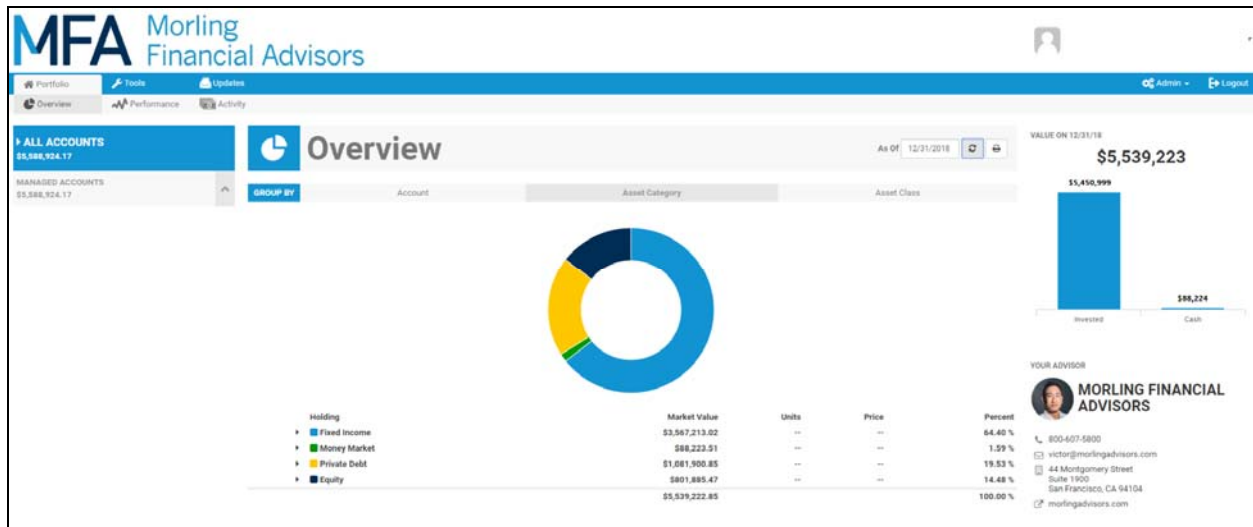 MFA Morling
Financial Advisors
Portfolio Tools Updates Admin Logout
Overview Performance Activity
ALL ACCOUNTS
$5,588,924.17
MANAGED ACCOUNTS
$5,588,924.17
Overview
As Of 12/31/2018
GROUP BY Account Asset Category Asset Class
Holding Market Value Units Price Percent
Fixed Income $3,567,213.02 -- -- 64.40 %
Money Market $88,223.51 -- -- 1.59 %
Private Debt $1,081,900.85 -- -- 19.53 %
Equity $801,885.47 -- -- 14.48 %
$5,539,222.85 100.00 %
VALUE ON 12/31/18
$5,539,223
$5,450,999
$88,224
Invested Cash
YOUR ADVISOR
MORLING FINANCIAL
ADVISORS
800-607-5800
victor@morlingadvisors.com
44 Montgomery Street
Suite 1900
San Francisco, CA 94104
morlingadvisors.com